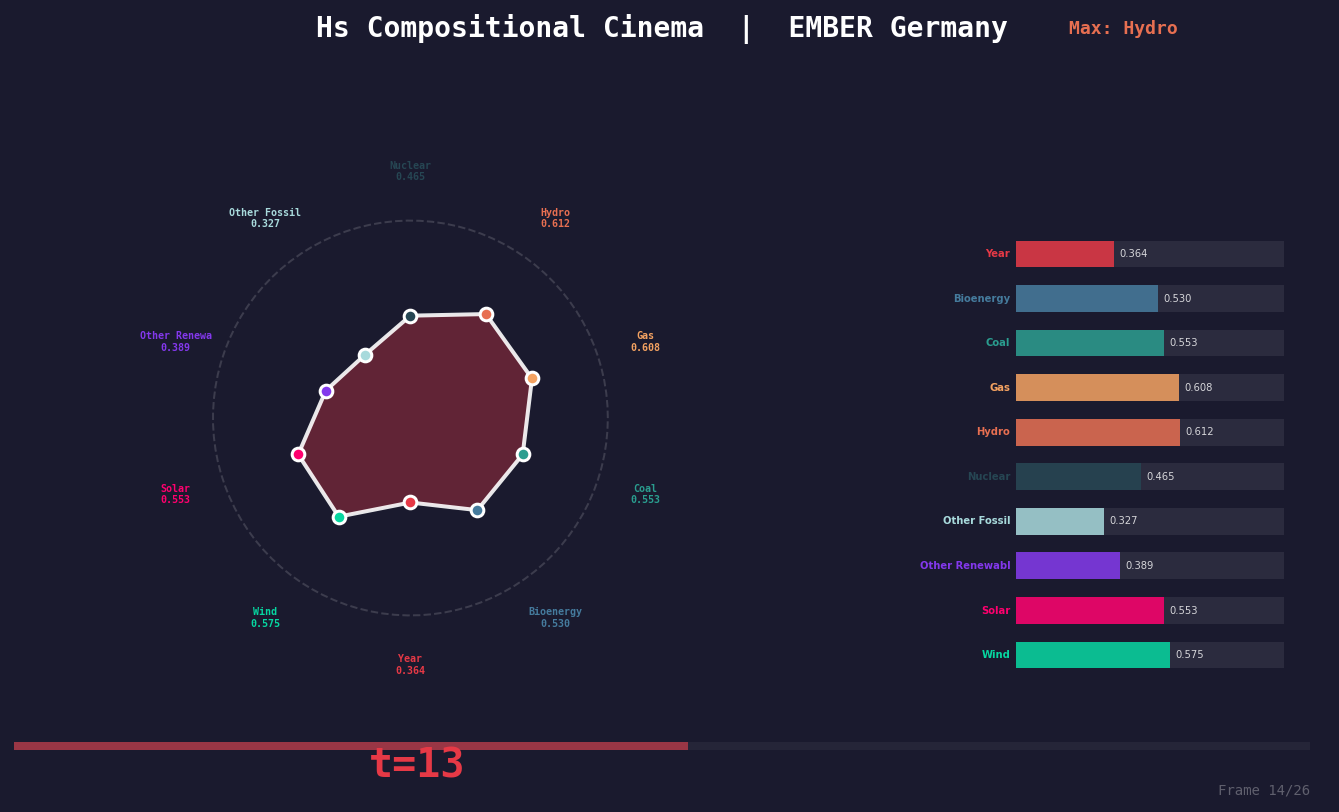 Hs Compositional Cinema  |  EMBER Germany
Max: Hydro
Nuclear
0.465
Other Fossil
0.327
Hydro
0.612
Other Renewa
0.389
Gas
0.608
Solar
0.553
Coal
0.553
Wind
0.575
Bioenergy
0.530
Year
0.364
Year 0.364
Bioenergy 0.530
Coal 0.553
Gas 0.608
Hydro 0.612
Nuclear 0.465
Other Fossil 0.327
Other Renewabl 0.389
Solar 0.553
Wind 0.575
t=13
Frame 14/26